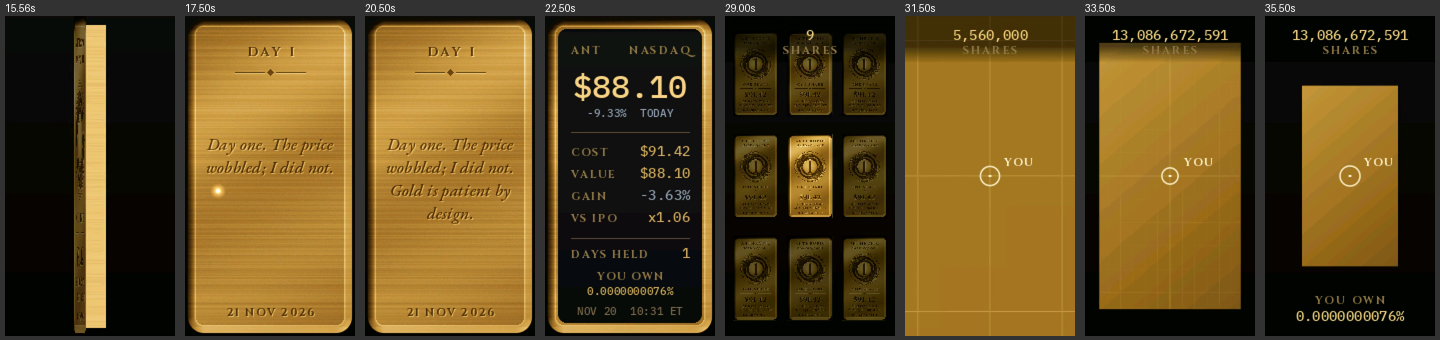 15.56s
17.50s
20.50s
22.50s
29.00s
31.50s
33.50s
35.50s
DAY I
Day one. The price
wobbled; I did not.
21 NOV 2026
DAY I
Day one. The price
wobbled; I did not.
Gold is patient by
design.
21 NOV 2026
ANT NASDAQ
$88.10
-9.33% TODAY
COST $91.42
VALUE $88.10
GAIN -3.63%
VS IPO x1.06
DAYS HELD 1
YOU OWN
0.0000000076%
NOV 20 10:31 ET
9
SHARES
5,560,000
SHARES
YOU
13,086,672,591
SHARES
YOU
13,086,672,591
SHARES
YOU
YOU OWN
0.0000000076%